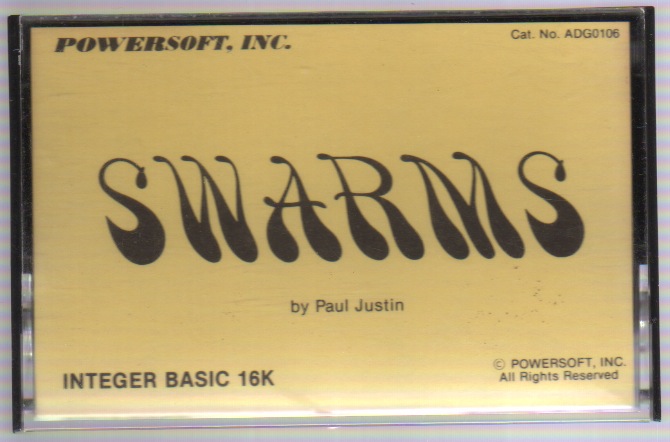 POWERSOFT, INC.
Cat. No. ADG0106
SWARMS
by Paul Justin
INTEGER BASIC 16K
© POWERSOFT, INC.
All Rights Reserved